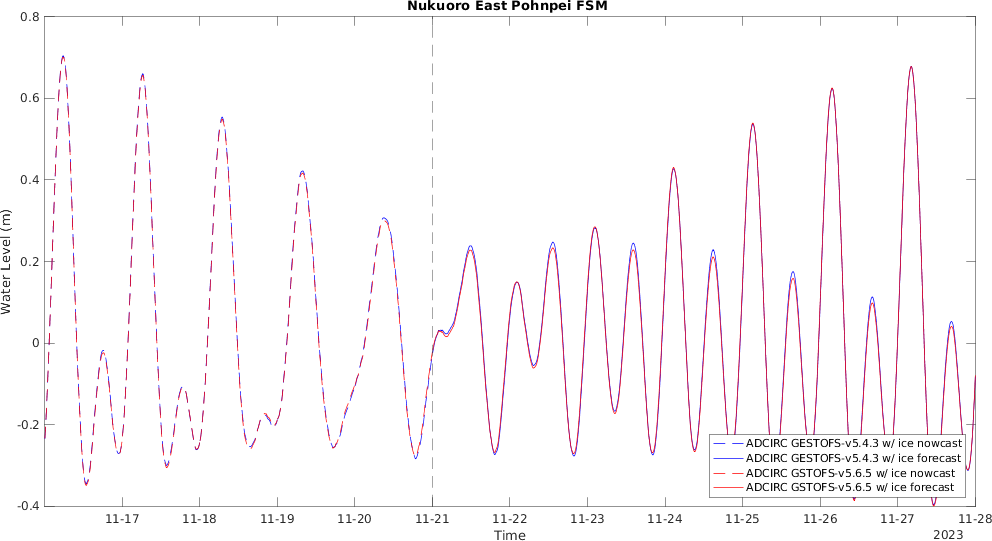 Nukuoro East Pohnpei FSM
Water Level (m)
0.8
0.6
0.4
0.2
0
-0.2
-0.4
ADCIRC GESTOFS-v5.4.3 w/ ice nowcast
ADCIRC GESTOFS-v5.4.3 w/ ice forecast
ADCIRC GSTOFS-v5.6.5 w/ ice nowcast
ADCIRC GSTOFS-v5.6.5 w/ ice forecast
11-17 11-18 11-19 11-20 11-21 11-22 11-23 11-24 11-25 11-26 11-27 11-28
Time
2023